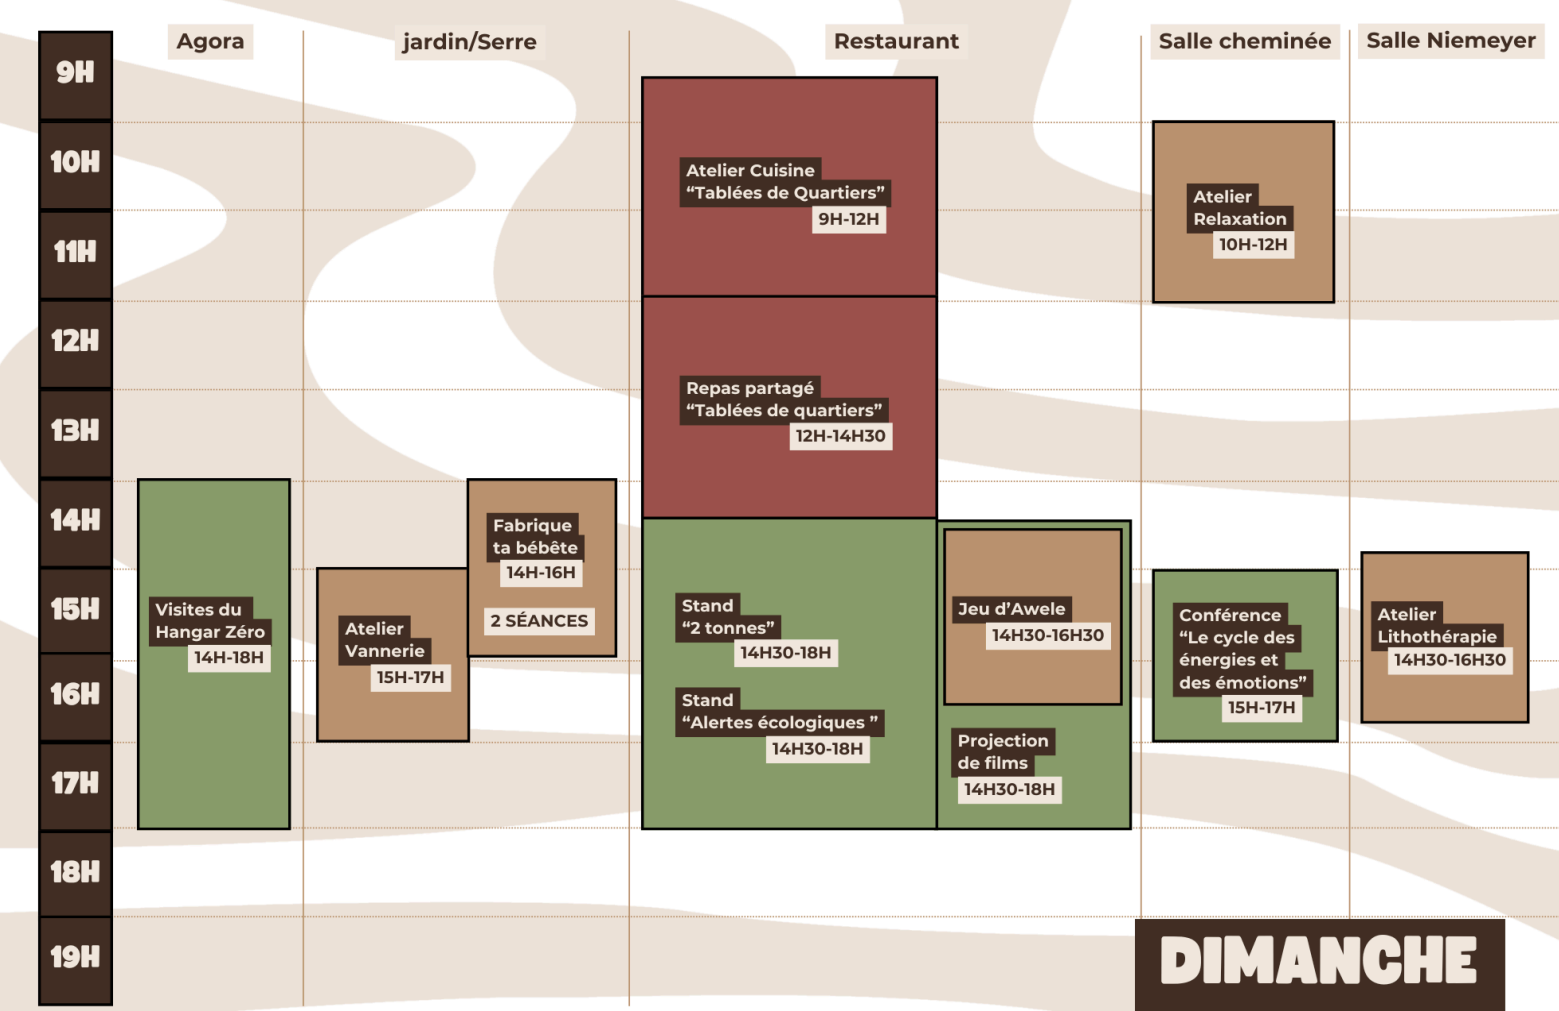 Agora
jardin/Serre
Restaurant
Salle cheminée
Salle Niemeyer
9H
10H
11H
12H
13H
14H
15H
16H
17H
18H
19H
Visites du
Hangar Zéro
14H-18H
Atelier
Vannerie
15H-17H
Fabrique
ta bébête
14H-16H
2 SÉANCES
Atelier Cuisine
“Tablées de Quartiers”
9H-12H
Repas partagé
“Tablées de quartiers”
12H-14H30
Stand
“2 tonnes”
14H30-18H
Stand
“Alertes écologiques ”
14H30-18H
Jeu d’Awele
14H30-16H30
Projection
de films
14H30-18H
Atelier
Relaxation
10H-12H
Conférence
“Le cycle des
énergies et
des émotions”
15H-17H
Atelier
Lithothérapie
14H30-16H30
DIMANCHE